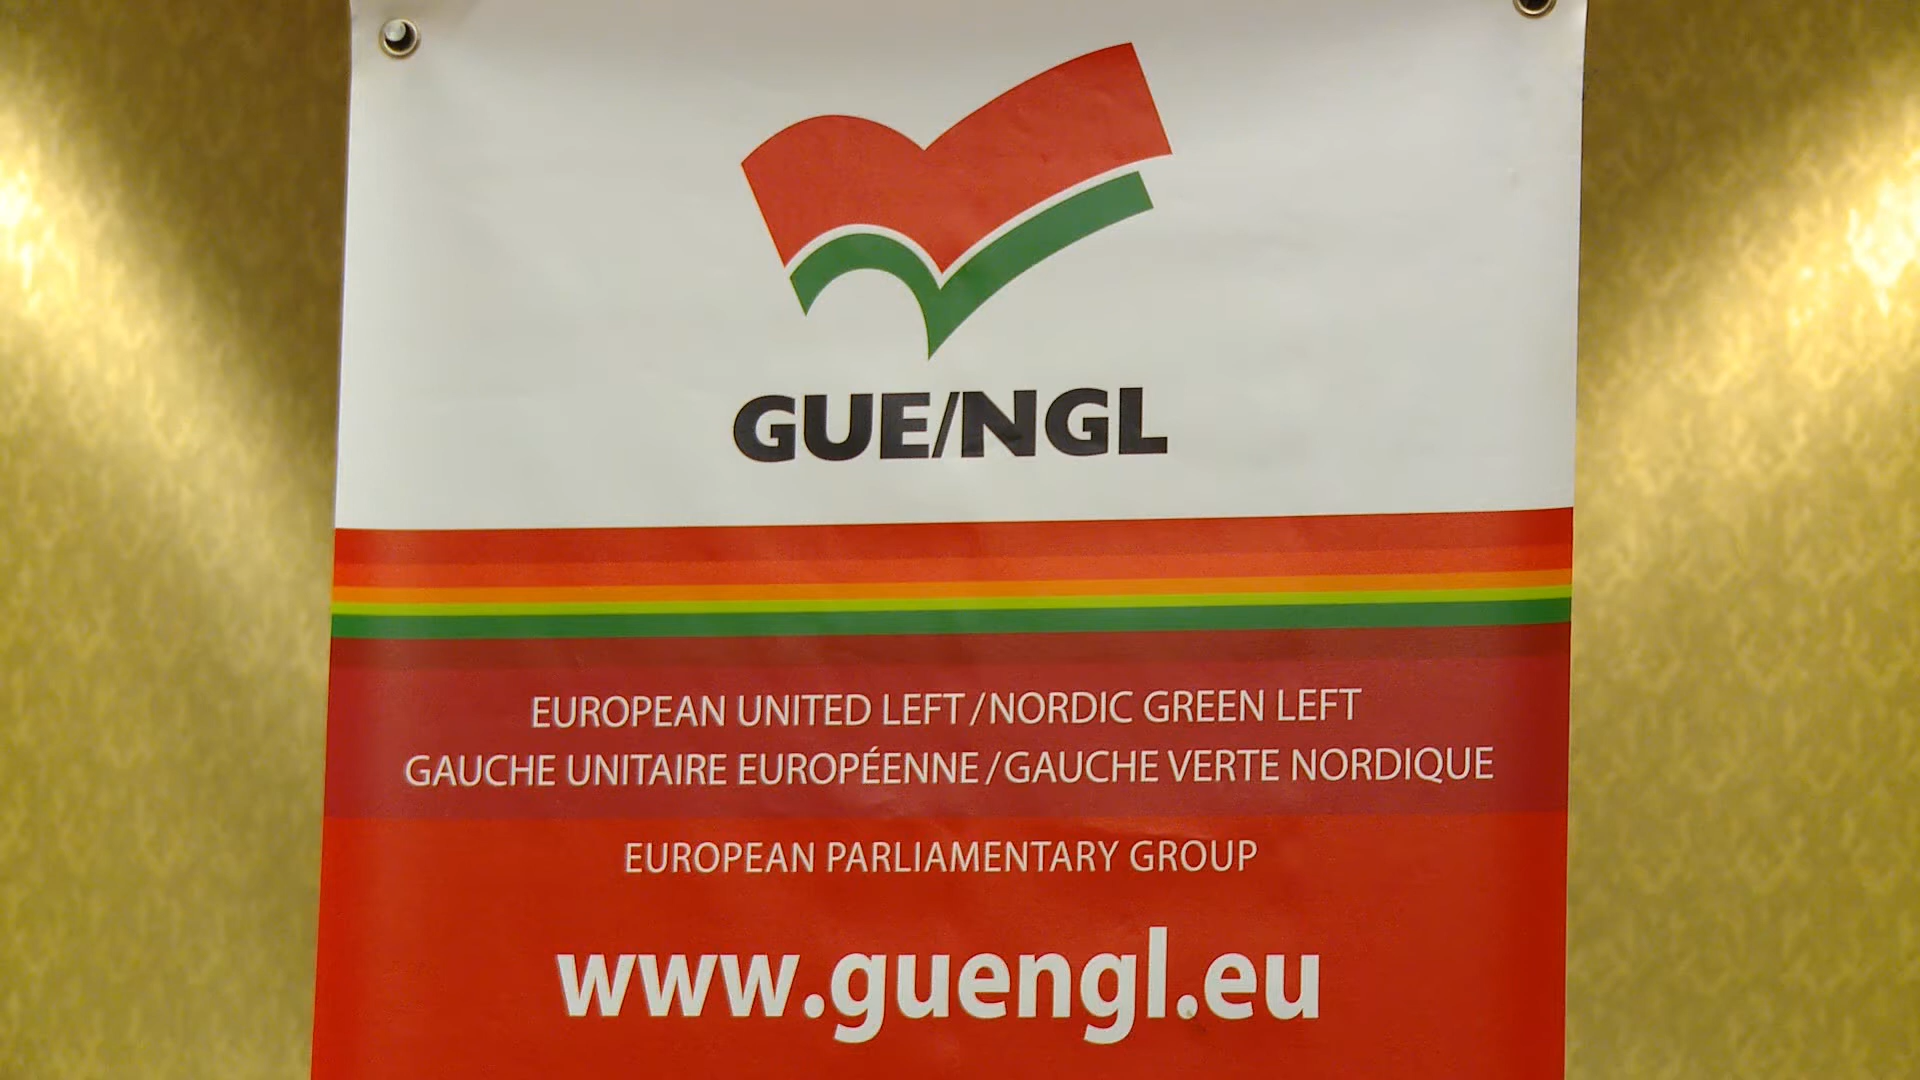 GUE/NGL
EUROPEAN UNITED LEFT/NORDIC GREEN LEFT
GAUCHE UNITAIRE EUROPÉENNE/GAUCHE VERTE NORDIQUE
EUROPEAN PARLIAMENTARY GROUP
www.guengl.eu